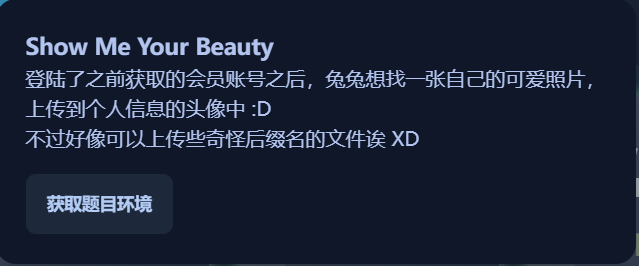 Show Me Your Beauty
登陆了之前获取的会员账号之后，兔兔想找一张自己的可爱照片，
上传到个人信息的头像中 :D
不过好像可以上传些奇怪后缀名的文件诶 XD
获取题目环境